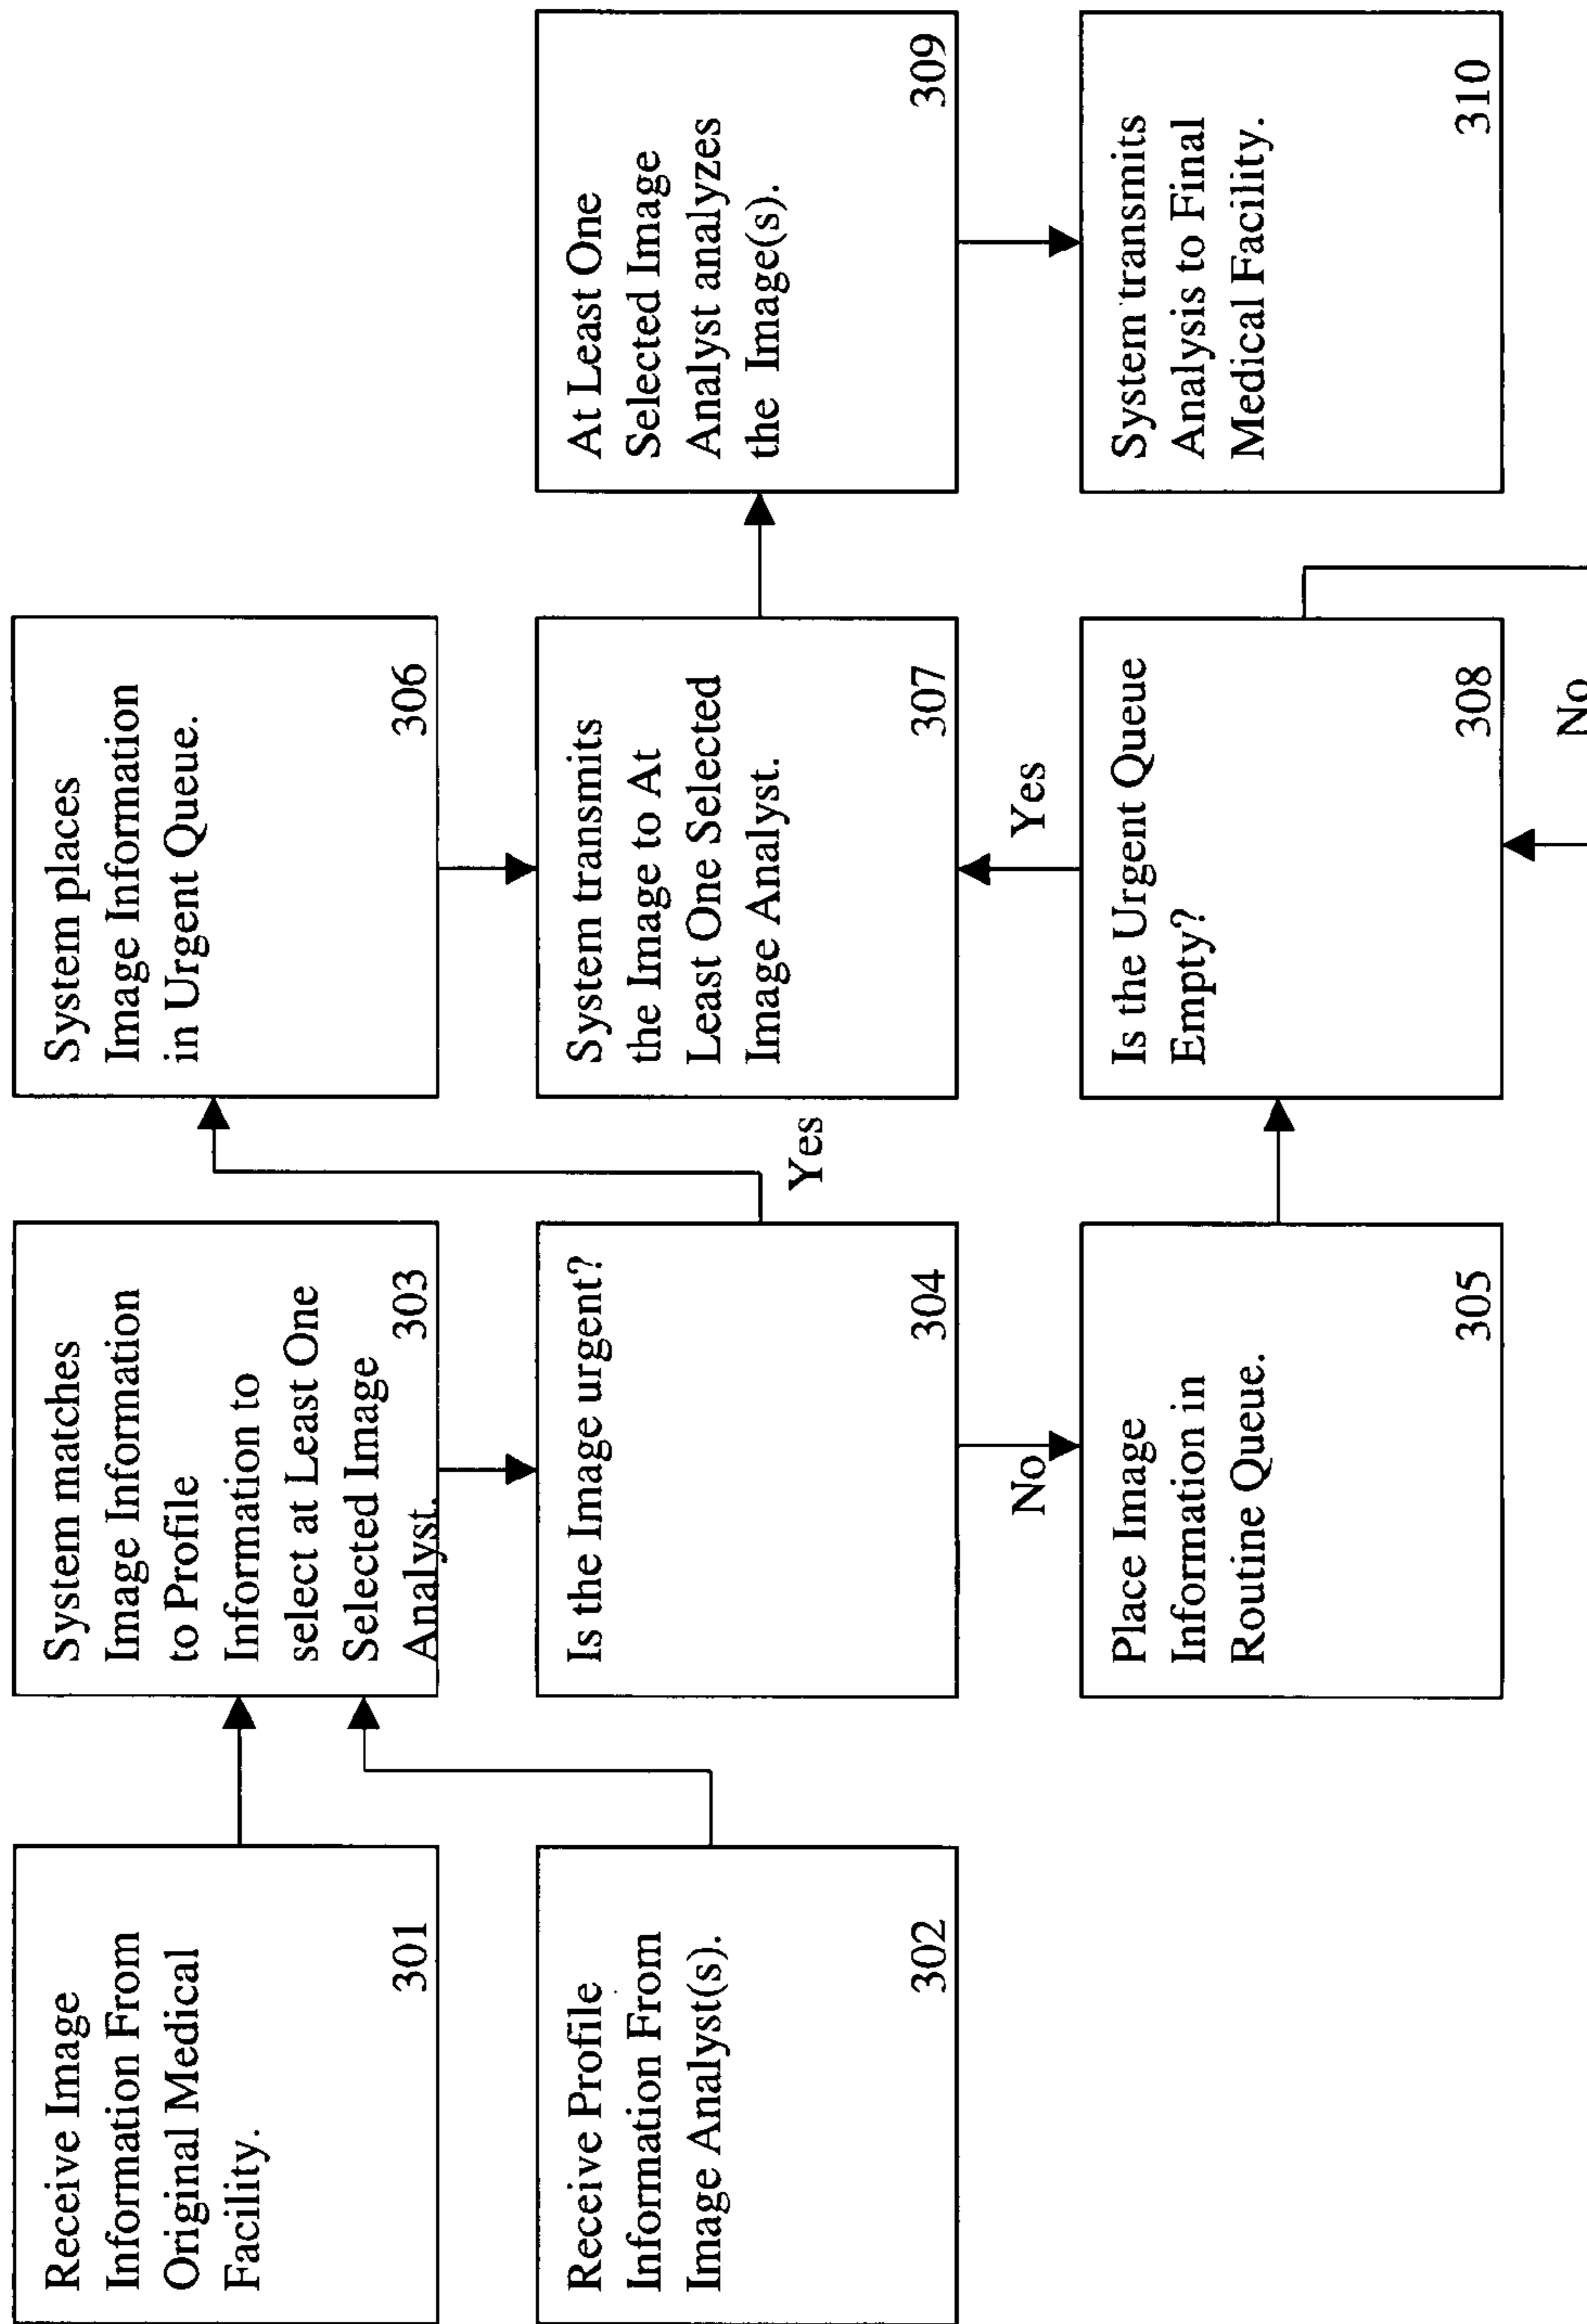 Receive Image
Information From
Original Medical
Facility.
301
Receive Profile
Information From
Image Analyst(s).
302
System matches
Image Information
to Profile
Information to
select at Least One
Selected Image
Analyst.
303
Is the Image urgent?
304
Yes
No
Place Image
Information in
Routine Queue.
305
System places
Image Information
in Urgent Queue.
306
System transmits
the Image to At
Least One Selected
Image Analyst.
307
Yes
Is the Urgent Queue
Empty?
308
No
At Least One
Selected Image
Analyst analyzes
the Image(s).
309
System transmits
Analysis to Final
Medical Facility.
310